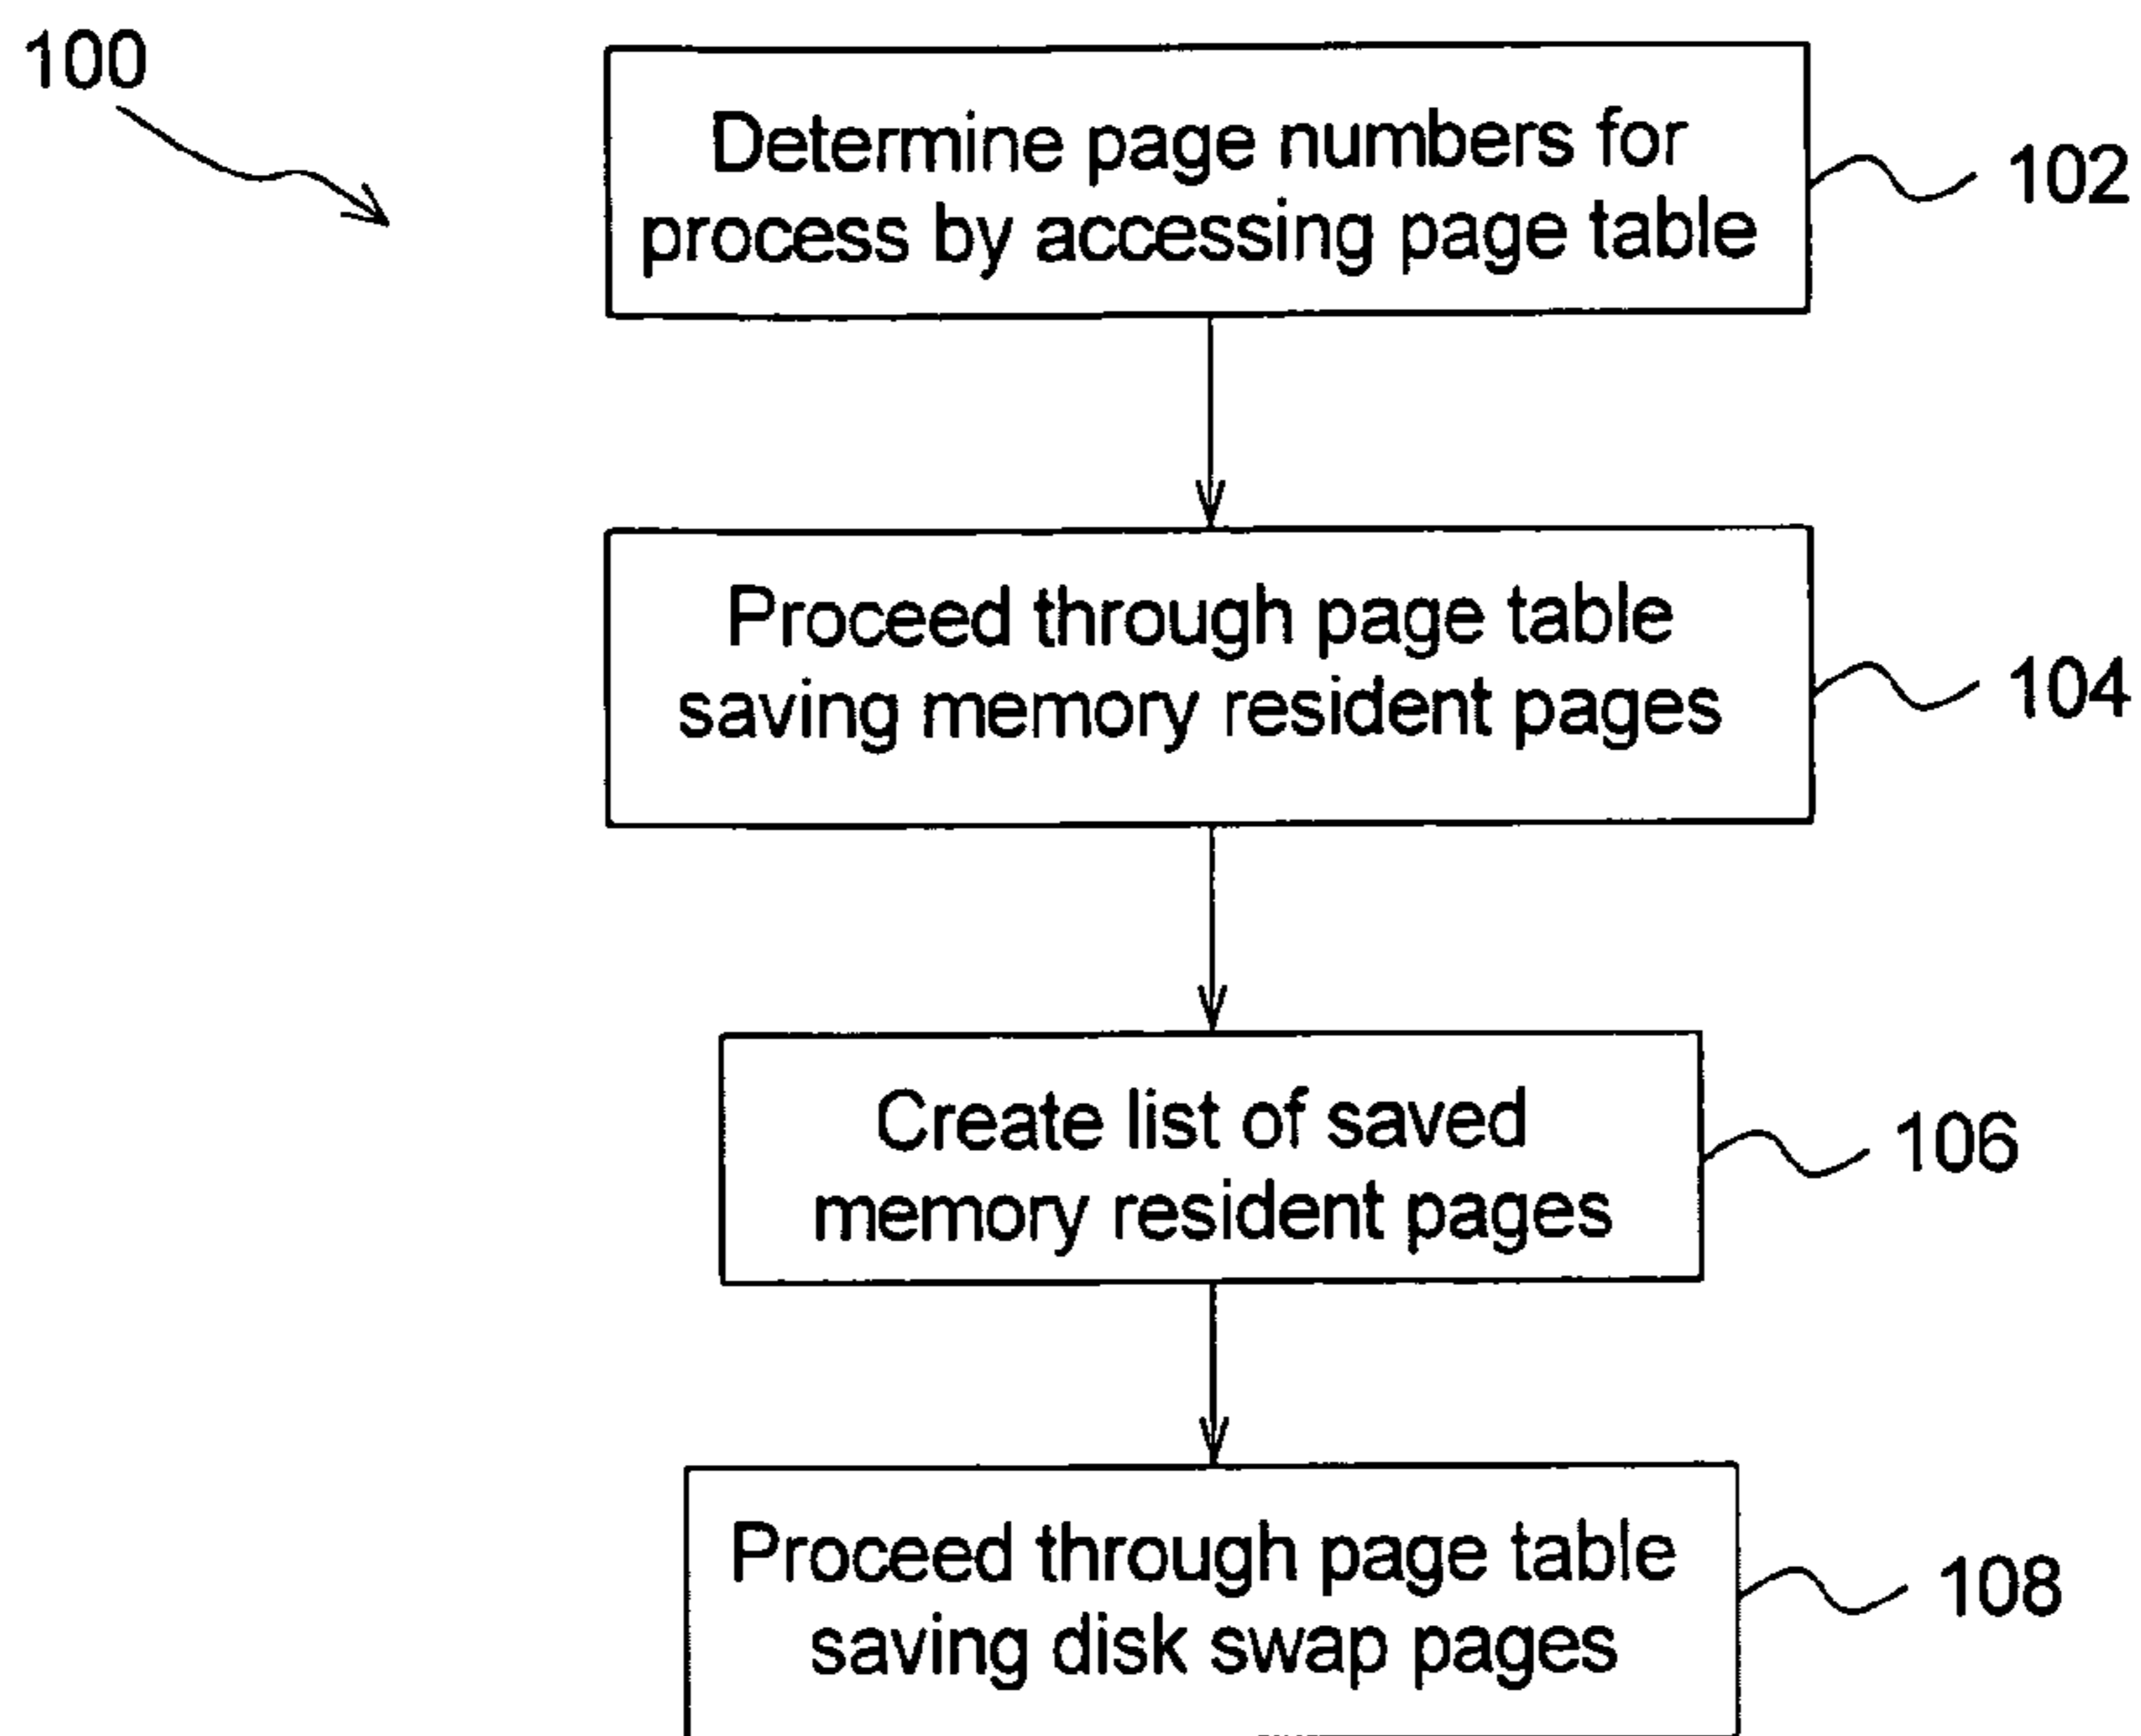 100
Determine page numbers for
process by accessing page table
102
Proceed through page table
saving memory resident pages
104
Create list of saved
memory resident pages
106
Proceed through page table
saving disk swap pages
108